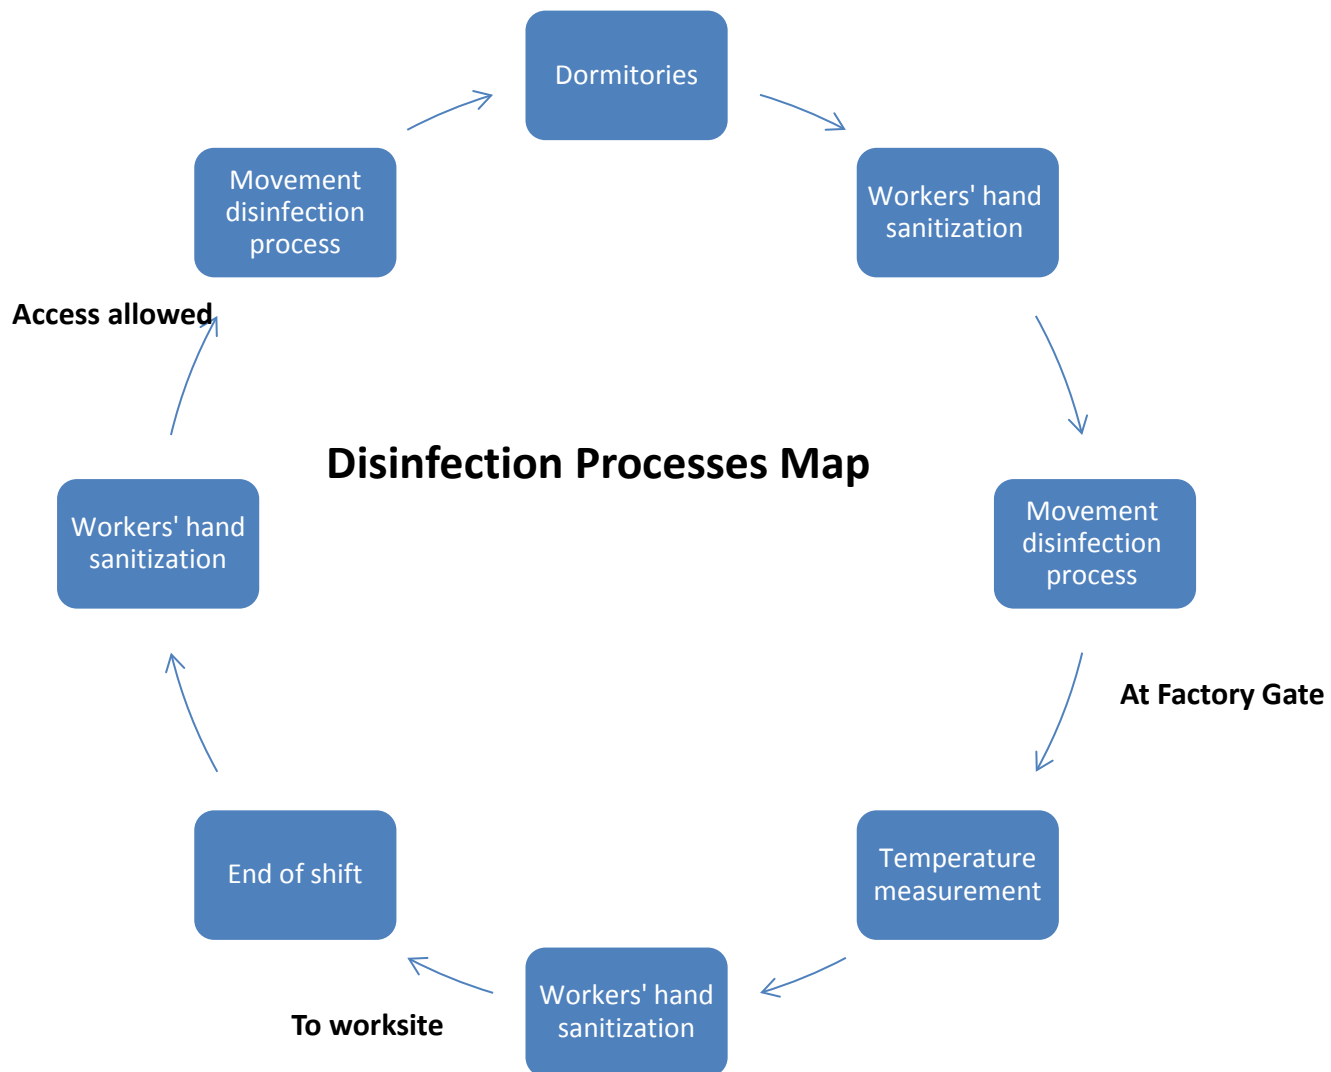 Dormitories
Workers' hand
sanitization
Movement
disinfection
process
At Factory Gate
Temperature
measurement
Workers' hand
sanitization
To worksite
End of shift
Workers' hand
sanitization
Access allowed
Movement
disinfection
process
Disinfection Processes Map